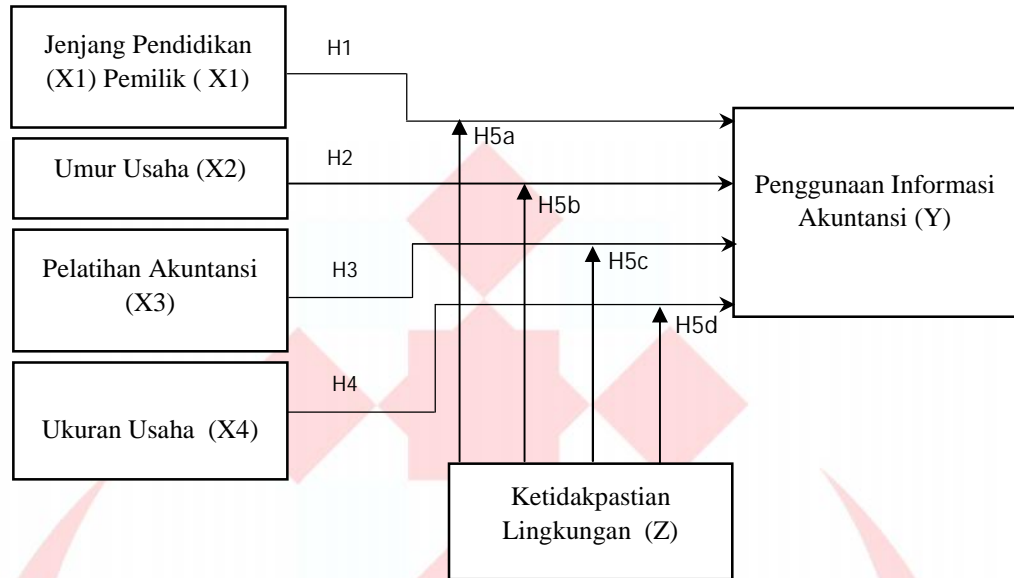 Jenjang Pendidikan
(X1) Pemilik ( X1)
H1
H5a
Umur Usaha (X2)
H2
H5b
Penggunaan Informasi
Akuntansi (Y)
Pelatihan Akuntansi
(X3)
H3
H5c
H5d
Ukuran Usaha  (X4)
H4
Ketidakpastian
Lingkungan  (Z)